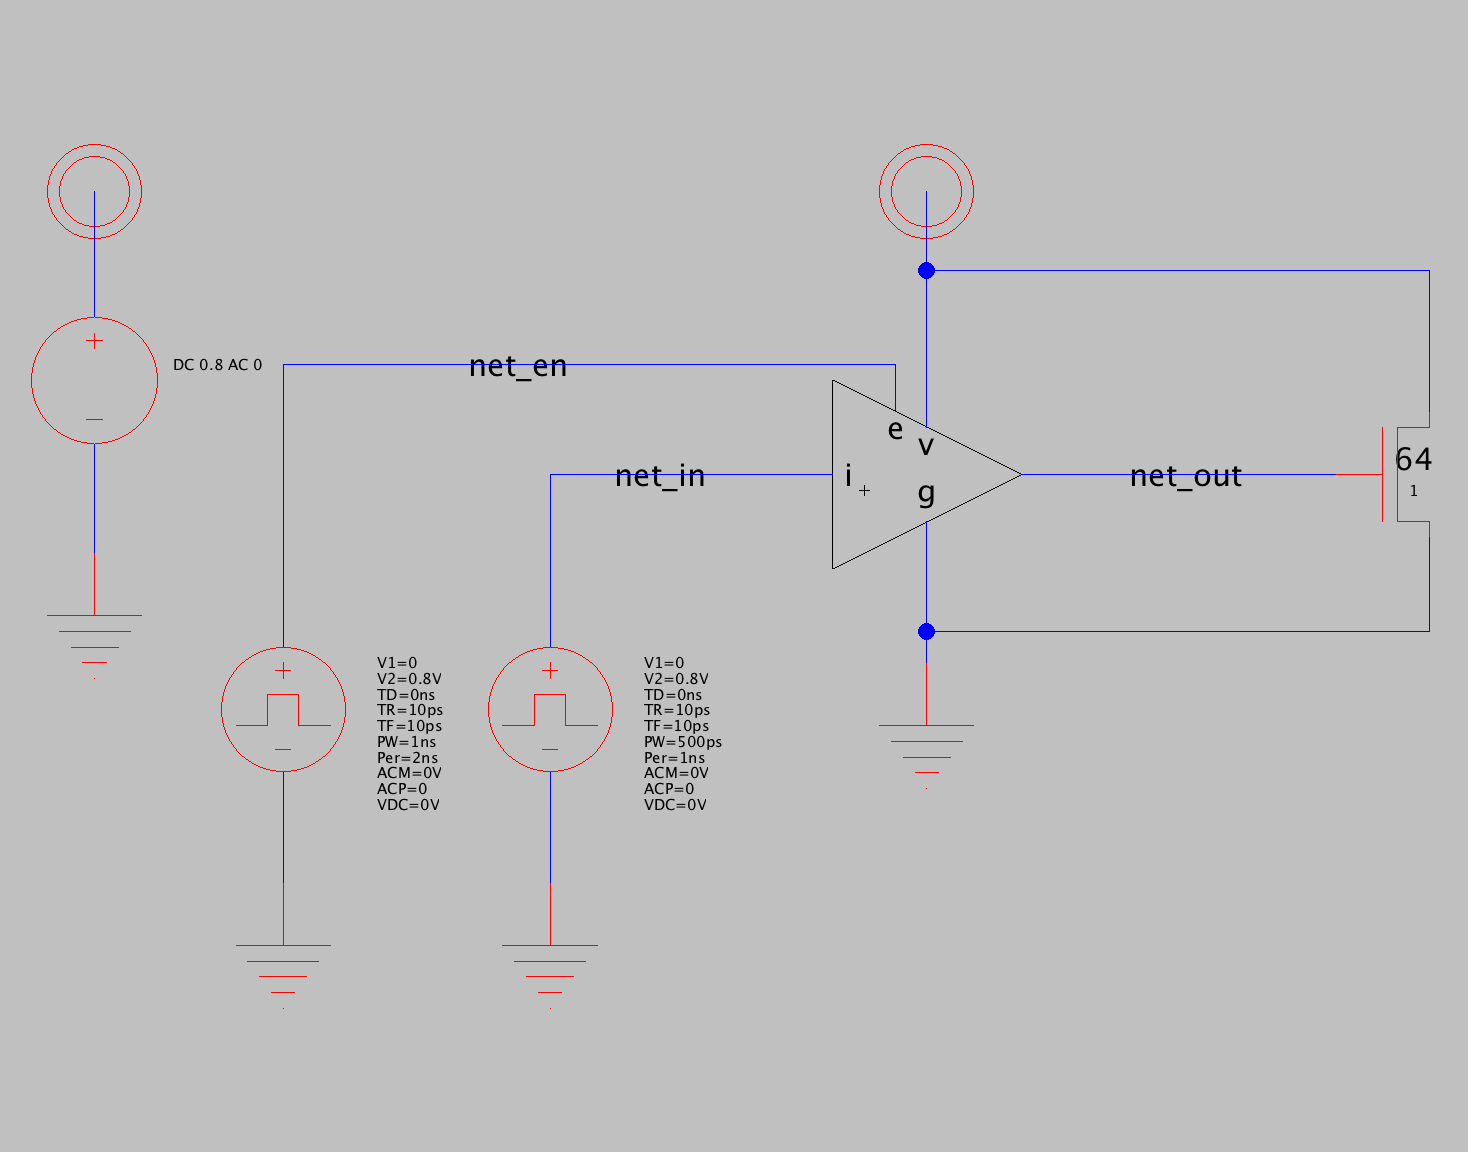 DC 0.8 AC 0
net_en
e
v
64
net_in
i
g
net_out
1
V1=0
V2=0.8V
TD=0ns
TR=10ps
TF=10ps
PW=1ns
Per=2ns
ACM=0V
ACP=0
VDC=0V
V1=0
V2=0.8V
TD=0ns
TR=10ps
TF=10ps
PW=500ps
Per=1ns
ACM=0V
ACP=0
VDC=0V